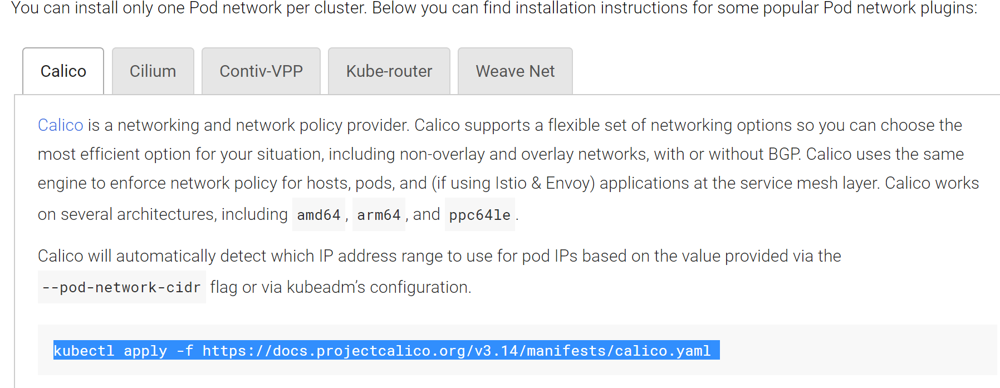 You can install only one Pod network per cluster. Below you can find installation instructions for some popular Pod network plugins:
Calico
Cilium
Contiv-VPP
Kube-router
Weave Net
Calico is a networking and network policy provider. Calico supports a flexible set of networking options so you can choose the
most efficient option for your situation, including non-overlay and overlay networks, with or without BGP. Calico uses the same
engine to enforce network policy for hosts, pods, and (if using Istio & Envoy) applications at the service mesh layer. Calico works
on several architectures, including amd64 , arm64 , and ppc64le .
Calico will automatically detect which IP address range to use for pod IPs based on the value provided via the
--pod-network-cidr flag or via kubeadm’s configuration.
kubectl apply -f https://docs.projectcalico.org/v3.14/manifests/calico.yaml